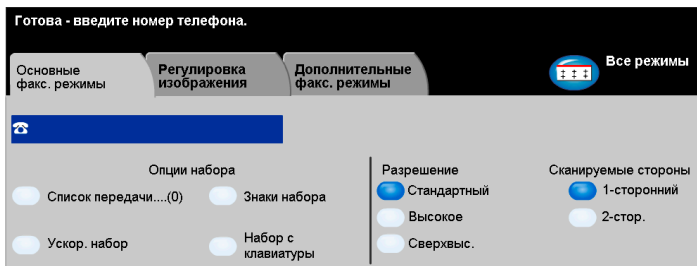 Готова - введите номер телефона.
Основные
факс. режимы
Регулировка
изображения
Дополнительные
факс. режимы
Все режимы
Опции набора
Список передачи....(0)
Знаки набора
Ускор. набор
Набор с
клавиатуры
Разрешение
Стандартный
Высокое
Сверхвыс.
Сканируемые стороны
1-сторонний
2-стор.